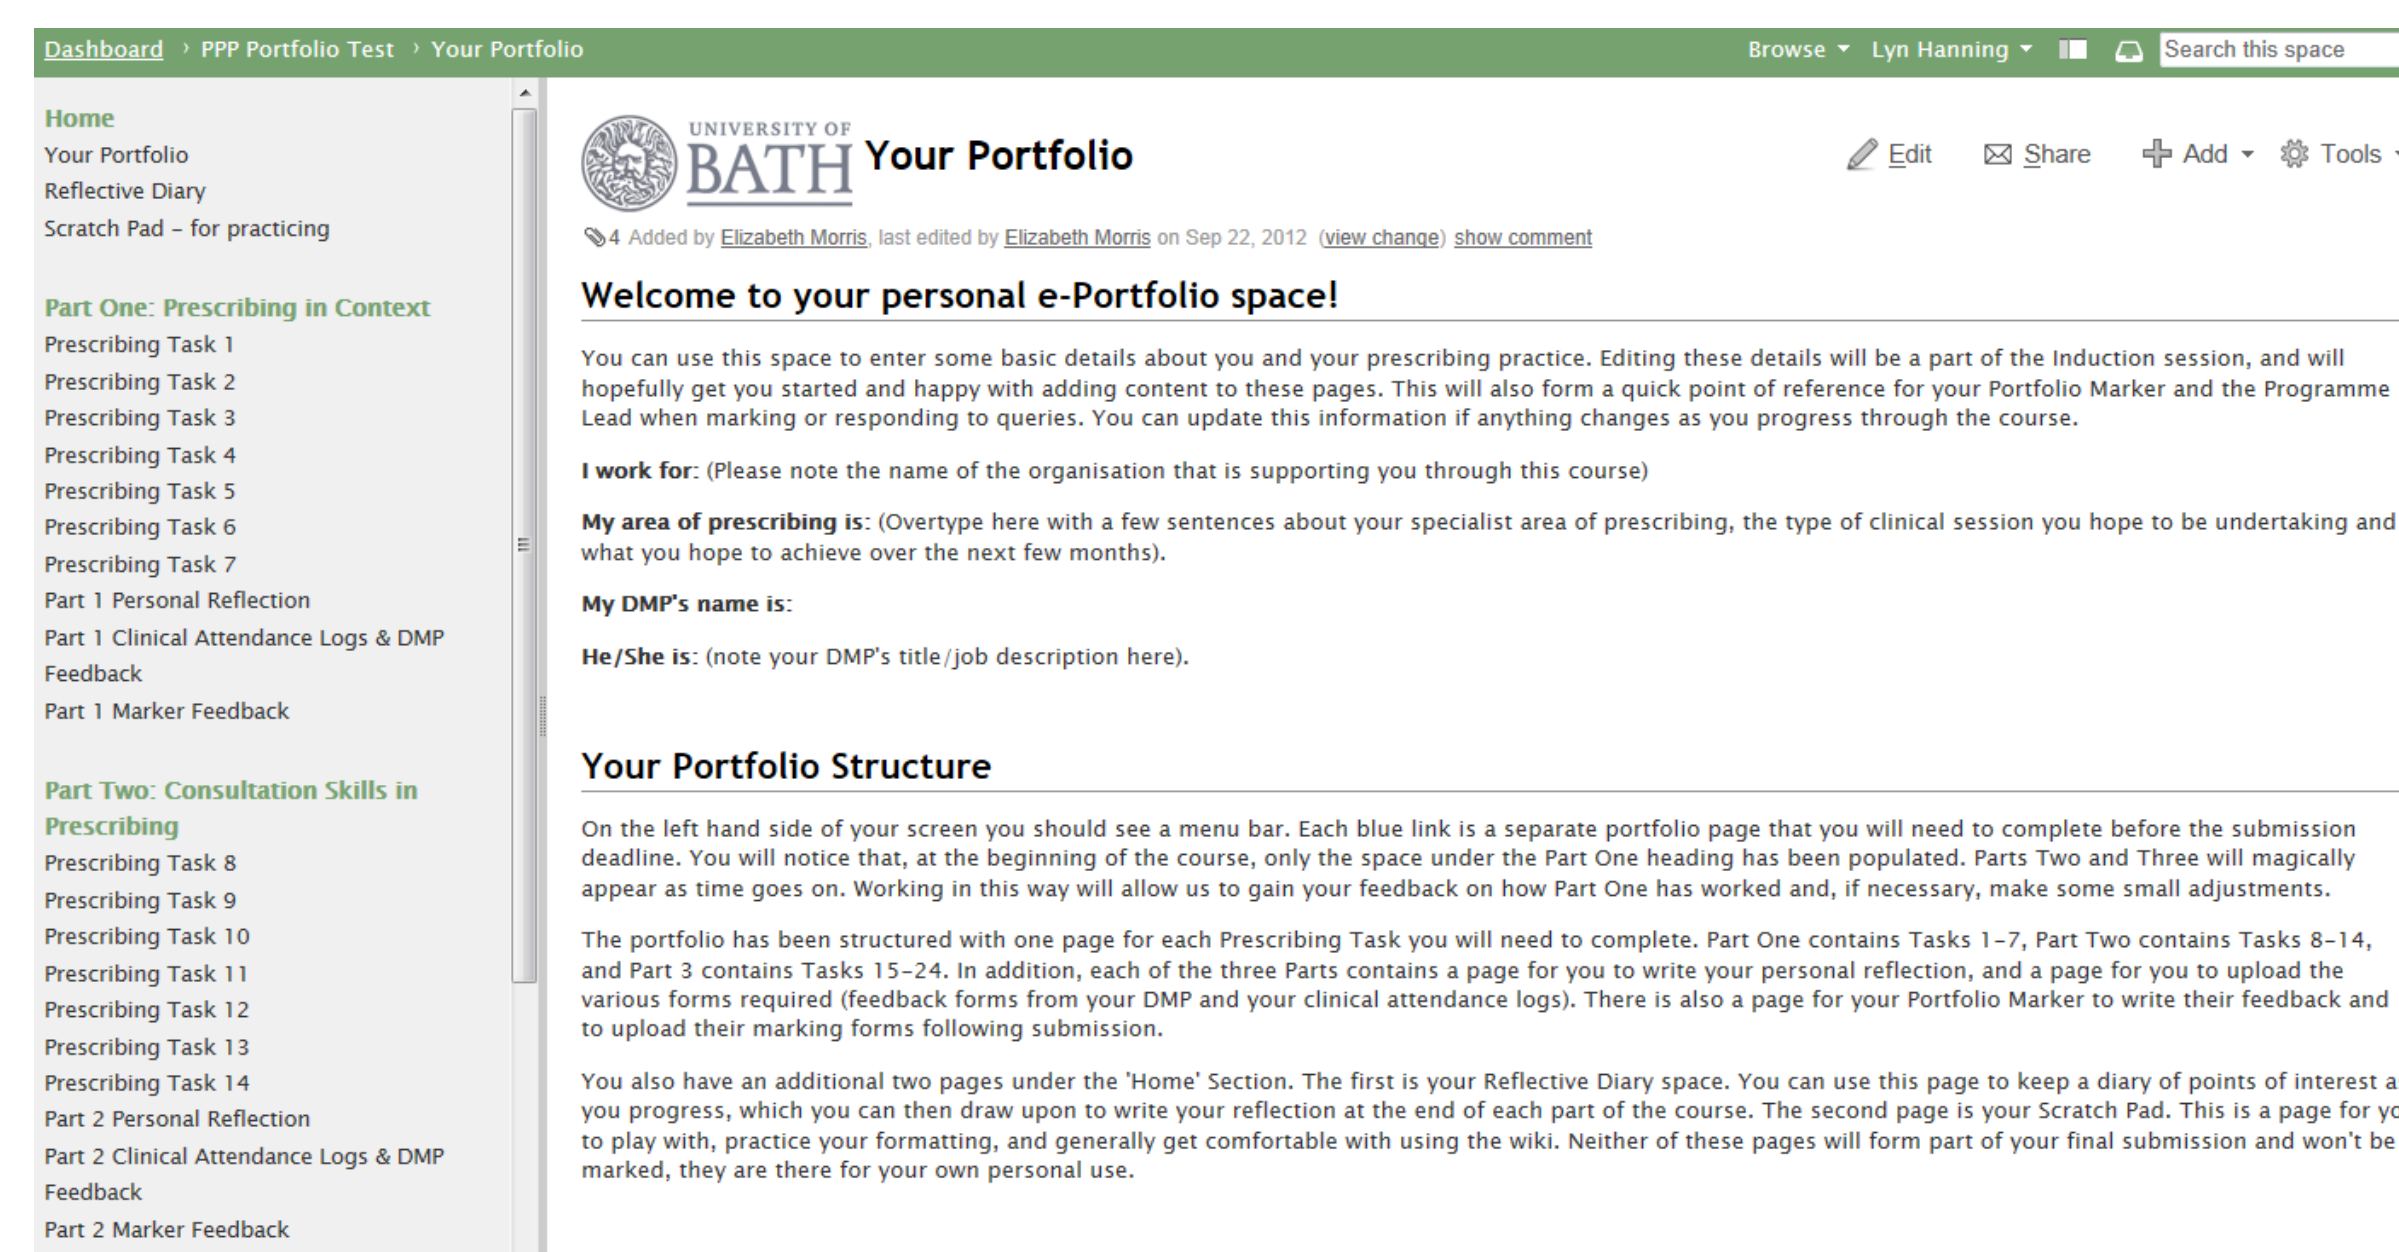 Dashboard › PPP Portfolio Test › Your Portfolio
Browse Lyn Hanning Search this space
Home
Your Portfolio
Reflective Diary
Scratch Pad – for practicing
Part One: Prescribing in Context
Prescribing Task 1
Prescribing Task 2
Prescribing Task 3
Prescribing Task 4
Prescribing Task 5
Prescribing Task 6
Prescribing Task 7
Part 1 Personal Reflection
Part 1 Clinical Attendance Logs & DMP
Feedback
Part 1 Marker Feedback
Part Two: Consultation Skills in
Prescribing
Prescribing Task 8
Prescribing Task 9
Prescribing Task 10
Prescribing Task 11
Prescribing Task 12
Prescribing Task 13
Prescribing Task 14
Part 2 Personal Reflection
Part 2 Clinical Attendance Logs & DMP
Feedback
Part 2 Marker Feedback
UNIVERSITY OF
BATH
Your Portfolio
Edit Share Add Tools
4 Added by Elizabeth Morris, last edited by Elizabeth Morris on Sep 22, 2012 (view change) show comment
Welcome to your personal e-Portfolio space!
You can use this space to enter some basic details about you and your prescribing practice. Editing these details will be a part of the Induction session, and will
hopefully get you started and happy with adding content to these pages. This will also form a quick point of reference for your Portfolio Marker and the Programme
Lead when marking or responding to queries. You can update this information if anything changes as you progress through the course.
I work for: (Please note the name of the organisation that is supporting you through this course)
My area of prescribing is: (Overtype here with a few sentences about your specialist area of prescribing, the type of clinical session you hope to be undertaking and
what you hope to achieve over the next few months).
My DMP's name is:
He/She is: (note your DMP's title/job description here).
Your Portfolio Structure
On the left hand side of your screen you should see a menu bar. Each blue link is a separate portfolio page that you will need to complete before the submission
deadline. You will notice that, at the beginning of the course, only the space under the Part One heading has been populated. Parts Two and Three will magically
appear as time goes on. Working in this way will allow us to gain your feedback on how Part One has worked and, if necessary, make some small adjustments.
The portfolio has been structured with one page for each Prescribing Task you will need to complete. Part One contains Tasks 1–7, Part Two contains Tasks 8–14,
and Part 3 contains Tasks 15–24. In addition, each of the three Parts contains a page for you to write your personal reflection, and a page for you to upload the
various forms required (feedback forms from your DMP and your clinical attendance logs). There is also a page for your Portfolio Marker to write their feedback and
to upload their marking forms following submission.
You also have an additional two pages under the 'Home' Section. The first is your Reflective Diary space. You can use this page to keep a diary of points of interest a
you progress, which you can then draw upon to write your reflection at the end of each part of the course. The second page is your Scratch Pad. This is a page for yo
to play with, practice your formatting, and generally get comfortable with using the wiki. Neither of these pages will form part of your final submission and won't be
marked, they are there for your own personal use.